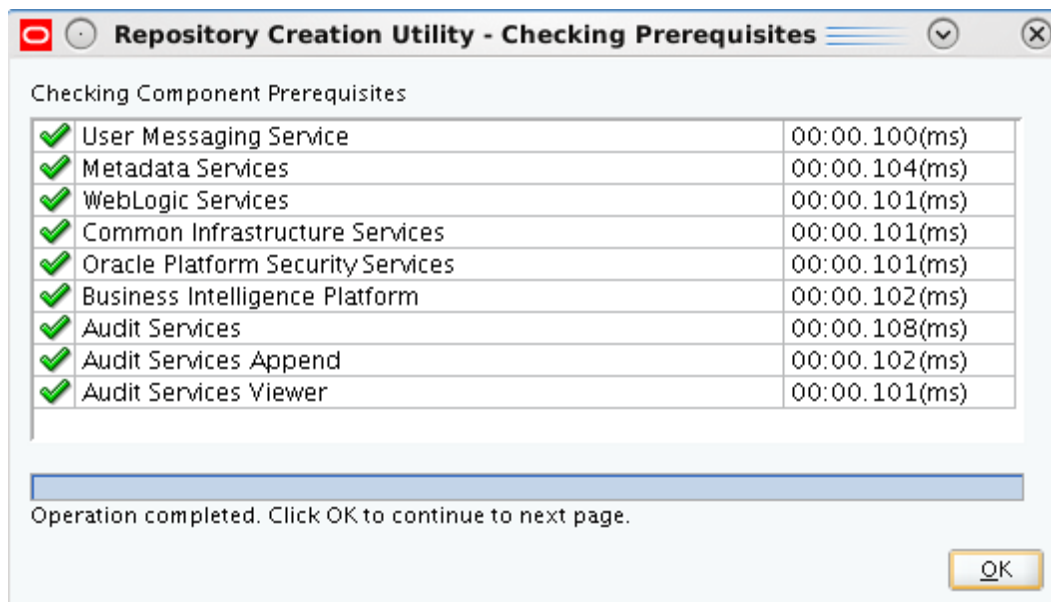 Repository Creation Utility - Checking Prerequisites
Checking Component Prerequisites
User Messaging Service 00:00.100(ms)
Metadata Services 00:00.104(ms)
WebLogic Services 00:00.101(ms)
Common Infrastructure Services 00:00.101(ms)
Oracle Platform Security Services 00:00.101(ms)
Business Intelligence Platform 00:00.102(ms)
Audit Services 00:00.108(ms)
Audit Services Append 00:00.102(ms)
Audit Services Viewer 00:00.101(ms)
Operation completed. Click OK to continue to next page.
OK